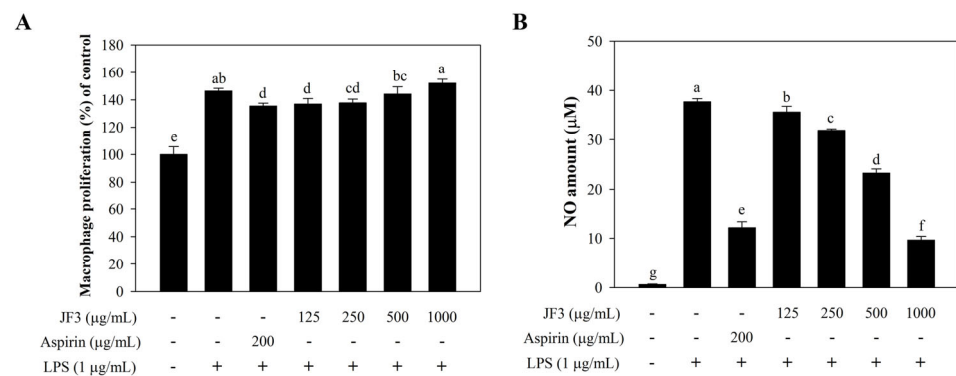 A
Macrophage proliferation (%) of control
180
160
140
120
100
80
60
40
20
0
e
ab
d
d
cd
bc
a
JF3 (μg/mL) - - - 125 250 500 1000
Aspirin (μg/mL) - - 200 - - - -
LPS (1 μg/mL) - + + + + + +
B
NO amount (μM)
50
40
30
20
10
0
g
a
e
b
c
d
f
JF3 (μg/mL) - - - 125 250 500 1000
Aspirin (μg/mL) - - 200 - - - -
LPS (1 μg/mL) - + + + + + +